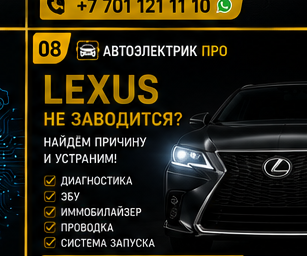 +7 701 121 11 10
08
АВТОЭЛЕКТРИК ПРО
LEXUS
НЕ ЗАВОДИТСЯ?
НАЙДЁМ ПРИЧИНУ
И УСТРАНИМ!
ДИАГНОСТИКА
ЭБУ
ИММОБИЛАЙЗЕР
ПРОВОДКА
СИСТЕМА ЗАПУСКА